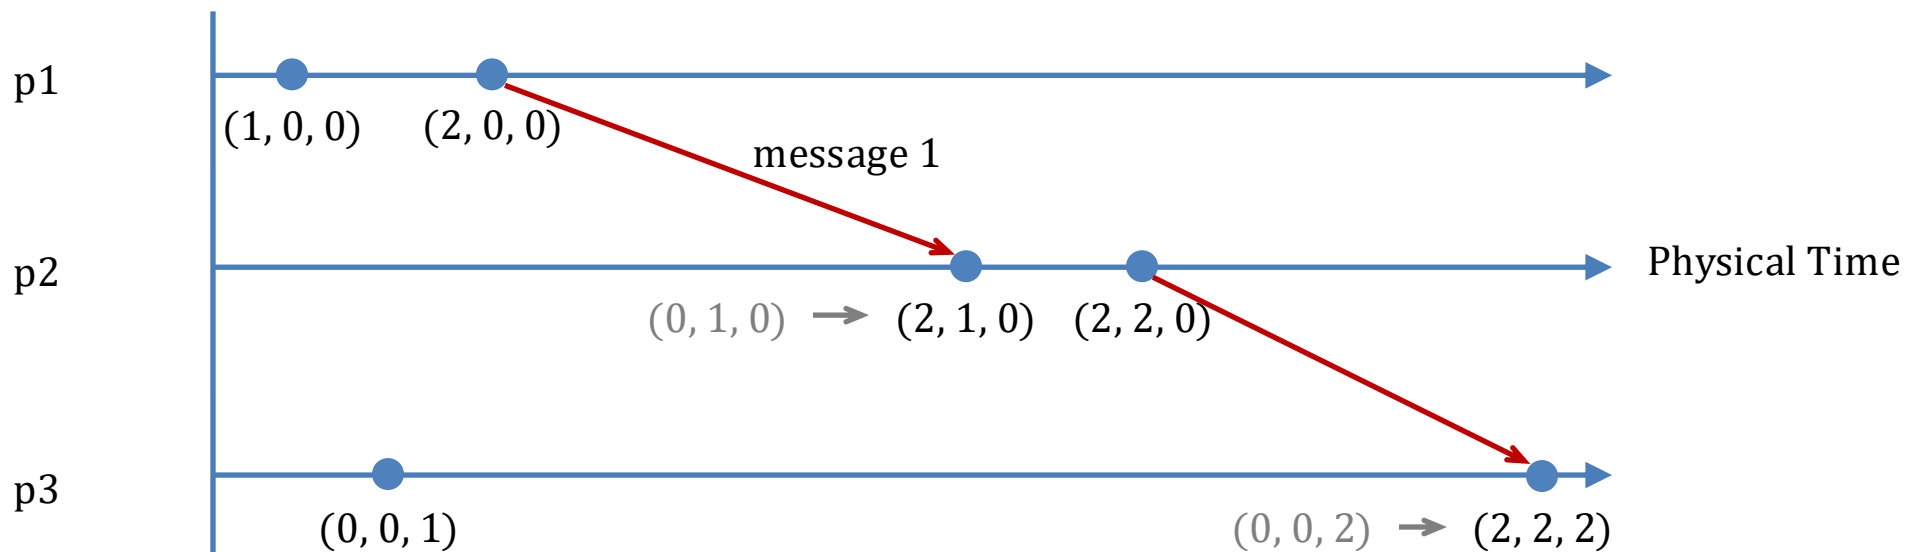 p1
(1, 0, 0)
(2, 0, 0)
message 1
p2
Physical Time
(0, 1, 0)
(2, 1, 0)
(2, 2, 0)
p3
(0, 0, 1)
(0, 0, 2)
(2, 2, 2)